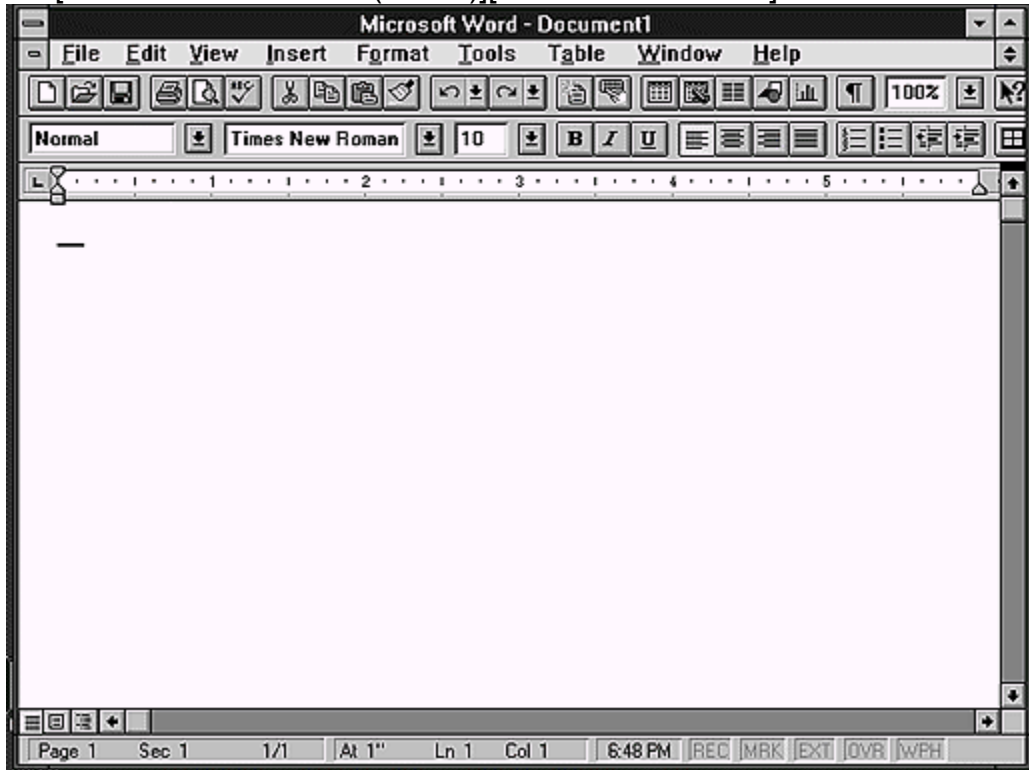 Microsoft Word - Document1
File Edit View Insert Format Tools Table Window Help
ABC 100%
Normal Times New Roman 10 B I U
1 2 3 4 5
Page 1 Sec 1 1/1 At 1" Ln 1 Col 1 6:48 PM REC MRK EXT OVR WPH